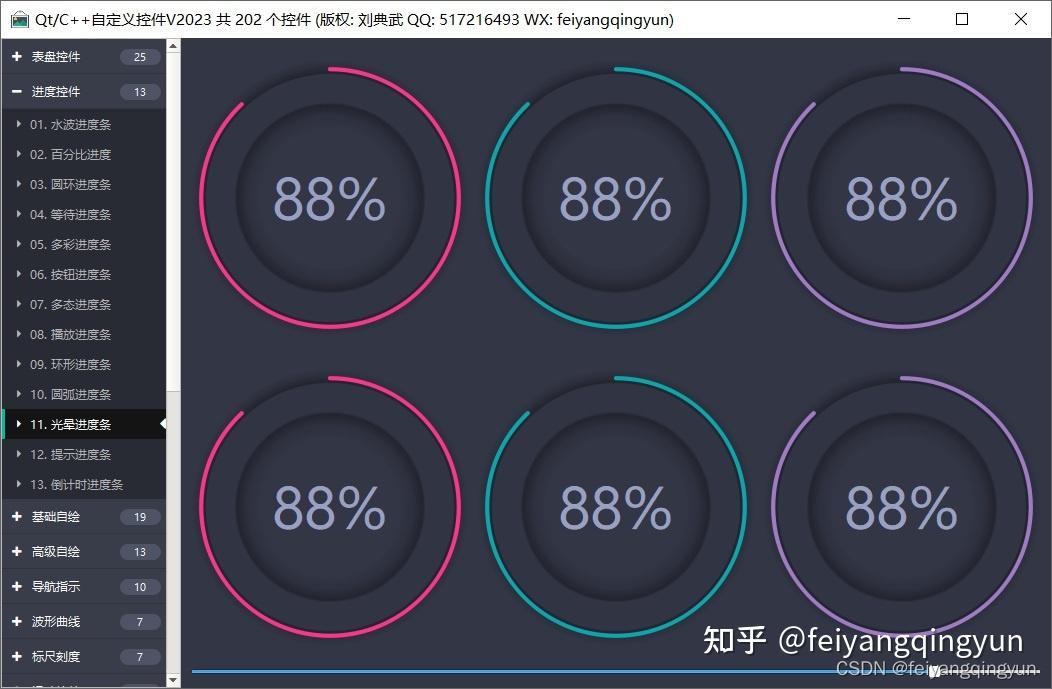 Qt/C++自定义控件V2023 共 202 个控件 (版权: 刘典武 QQ: 517216493 WX: feiyangqingyun)
表盘控件 25
进度控件 13
01. 水波进度条
02. 百分比进度
03. 圆环进度条
04. 等待进度条
05. 多彩进度条
06. 按钮进度条
07. 多态进度条
08. 播放进度条
09. 环形进度条
10. 圆弧进度条
11. 光晕进度条
12. 提示进度条
13. 倒计时进度条
基础自绘 19
高级自绘 13
导航指示 10
波形曲线 7
标尺刻度 7
88% 88% 88%
88% 88% 88%
知乎 @feiyangqingyun
CSDN @feiyangqingyun